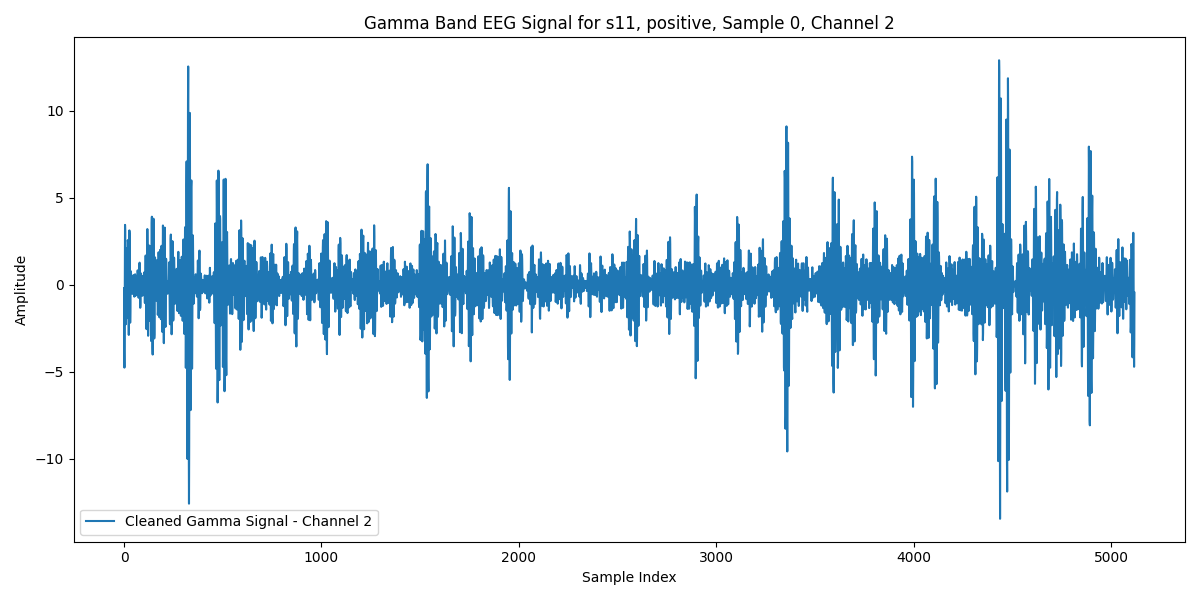 Gamma Band EEG Signal for s11, positive, Sample 0, Channel 2
10
5
0
−5
−10
Amplitude
Cleaned Gamma Signal - Channel 2
0 1000 2000 3000 4000 5000
Sample Index